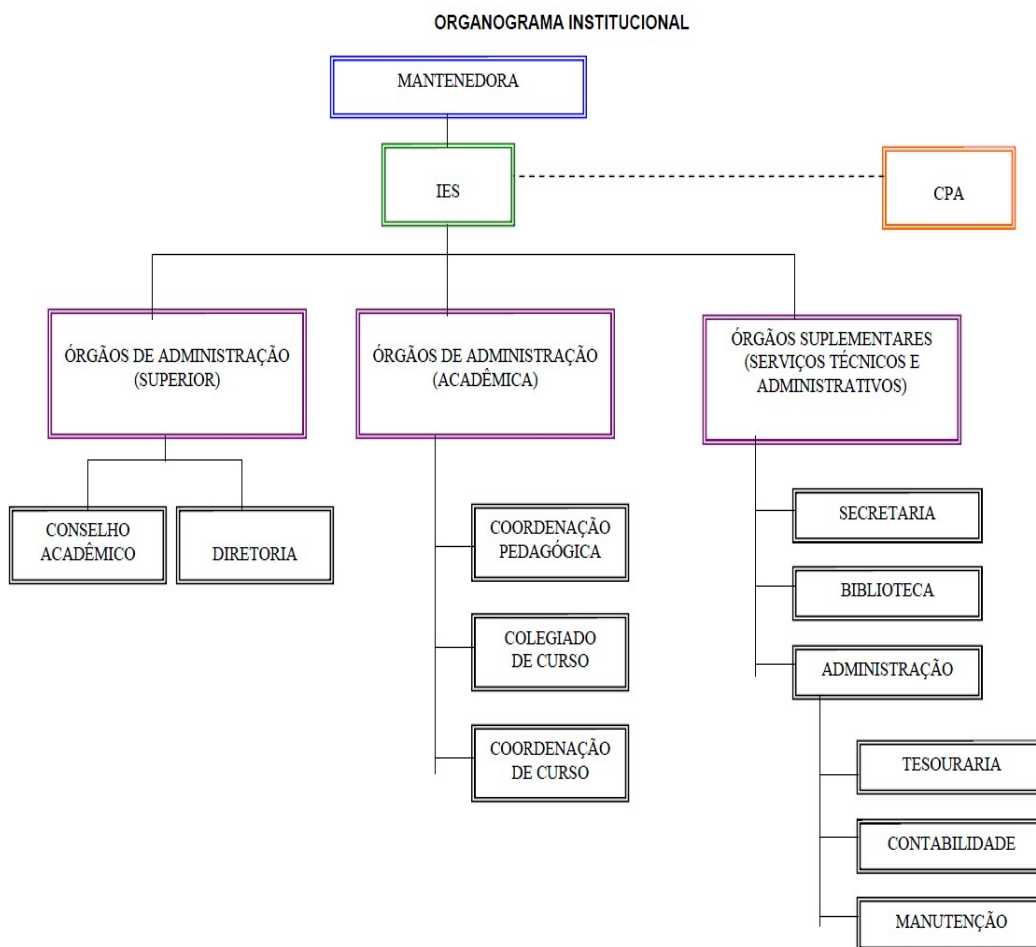 ORGANOGRAMA INSTITUCIONAL
MANTENEDORA
IES
CPA
ÓRGÃOS DE ADMINISTRAÇÃO
(SUPERIOR)
ÓRGÃOS DE ADMINISTRAÇÃO
(ACADÊMICA)
ÓRGÃOS SUPLEMENTARES
(SERVIÇOS TÉCNICOS E
ADMINISTRATIVOS)
CONSELHO
ACADÊMICO
DIRETORIA
COORDENAÇÃO
PEDAGÓGICA
COLEGIADO
DE CURSO
COORDENAÇÃO
DE CURSO
SECRETARIA
BIBLIOTECA
ADMINISTRAÇÃO
TESOURARIA
CONTABILIDADE
MANUTENÇÃO